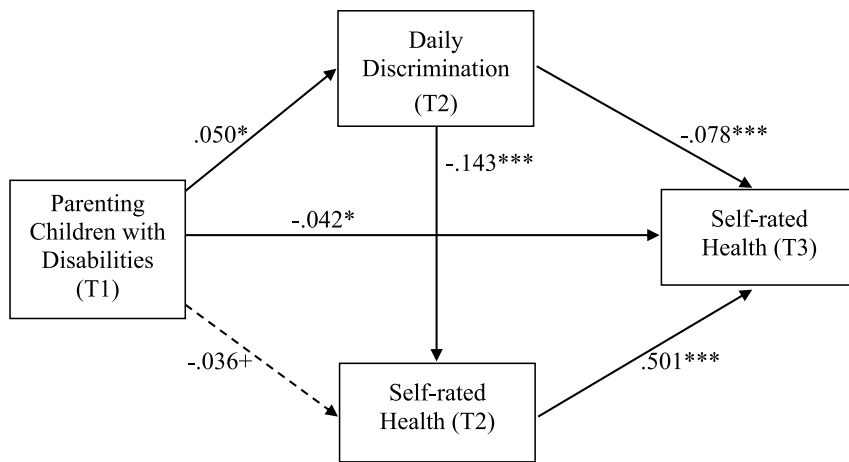 Daily
Discrimination
(T2)
.050*
-.078***
-.143***
Parenting
Children with
Disabilities
(T1)
-.042*
Self-rated
Health (T3)
-.036+
.501***
Self-rated
Health (T2)